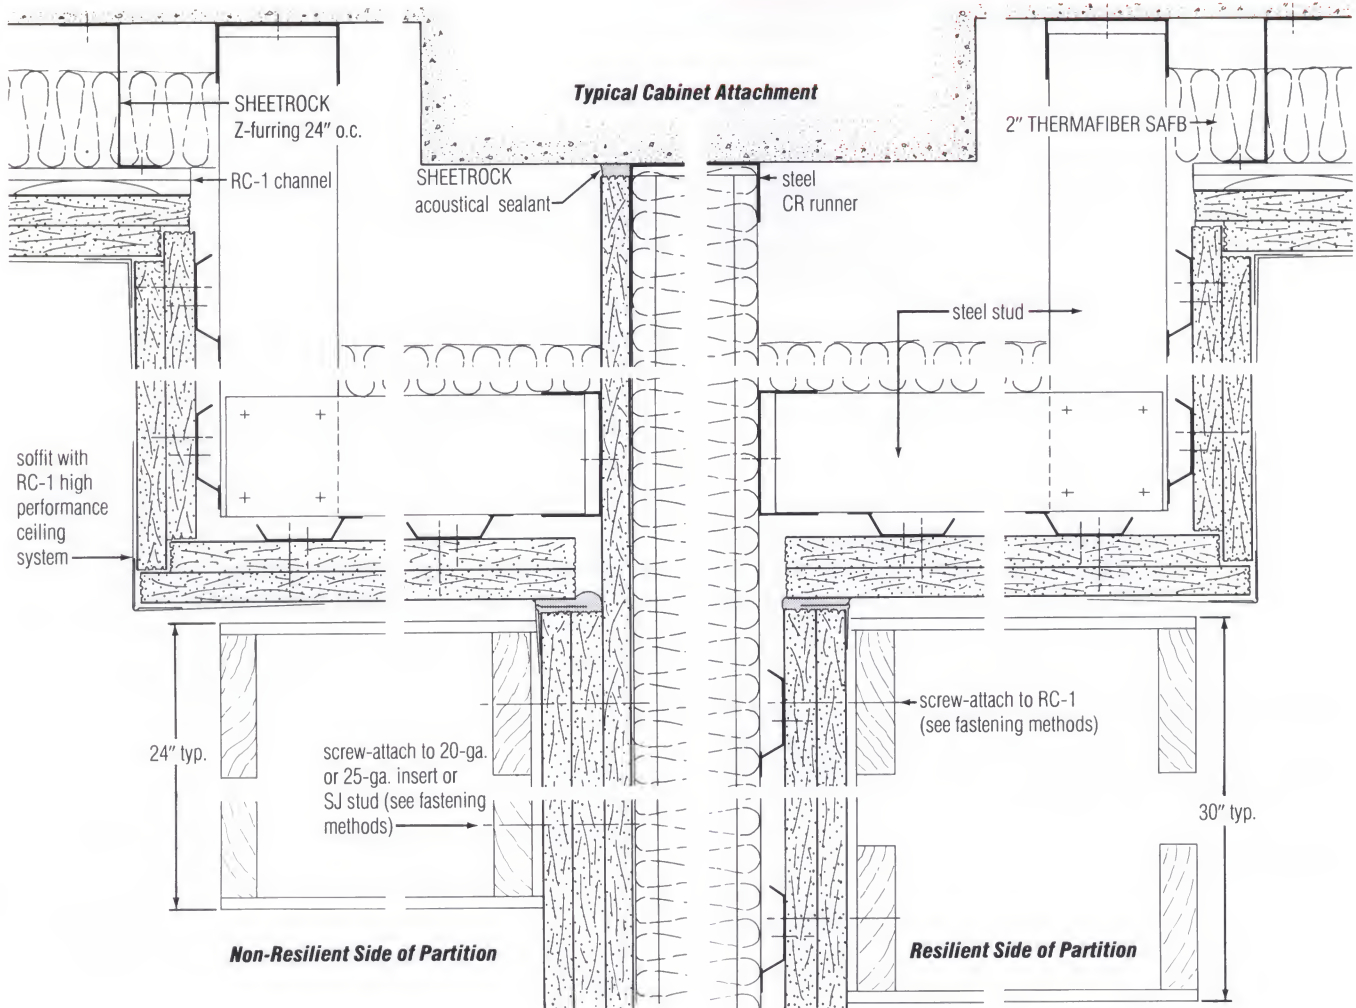 Typical Cabinet Attachment
SHEETROCK
Z-furring 24" o.c.
RC-1 channel
SHEETROCK
acoustical sealant
steel
CR runner
2" THERMAFIBER SAFB
steel stud
soffit with
RC-1 high
performance
ceiling
system
24" typ.
screw-attach to 20-ga.
or 25-ga. insert or
SJ stud (see fastening
methods)
screw-attach to RC-1
(see fastening methods)
30" typ.
Non-Resilient Side of Partition
Resilient Side of Partition